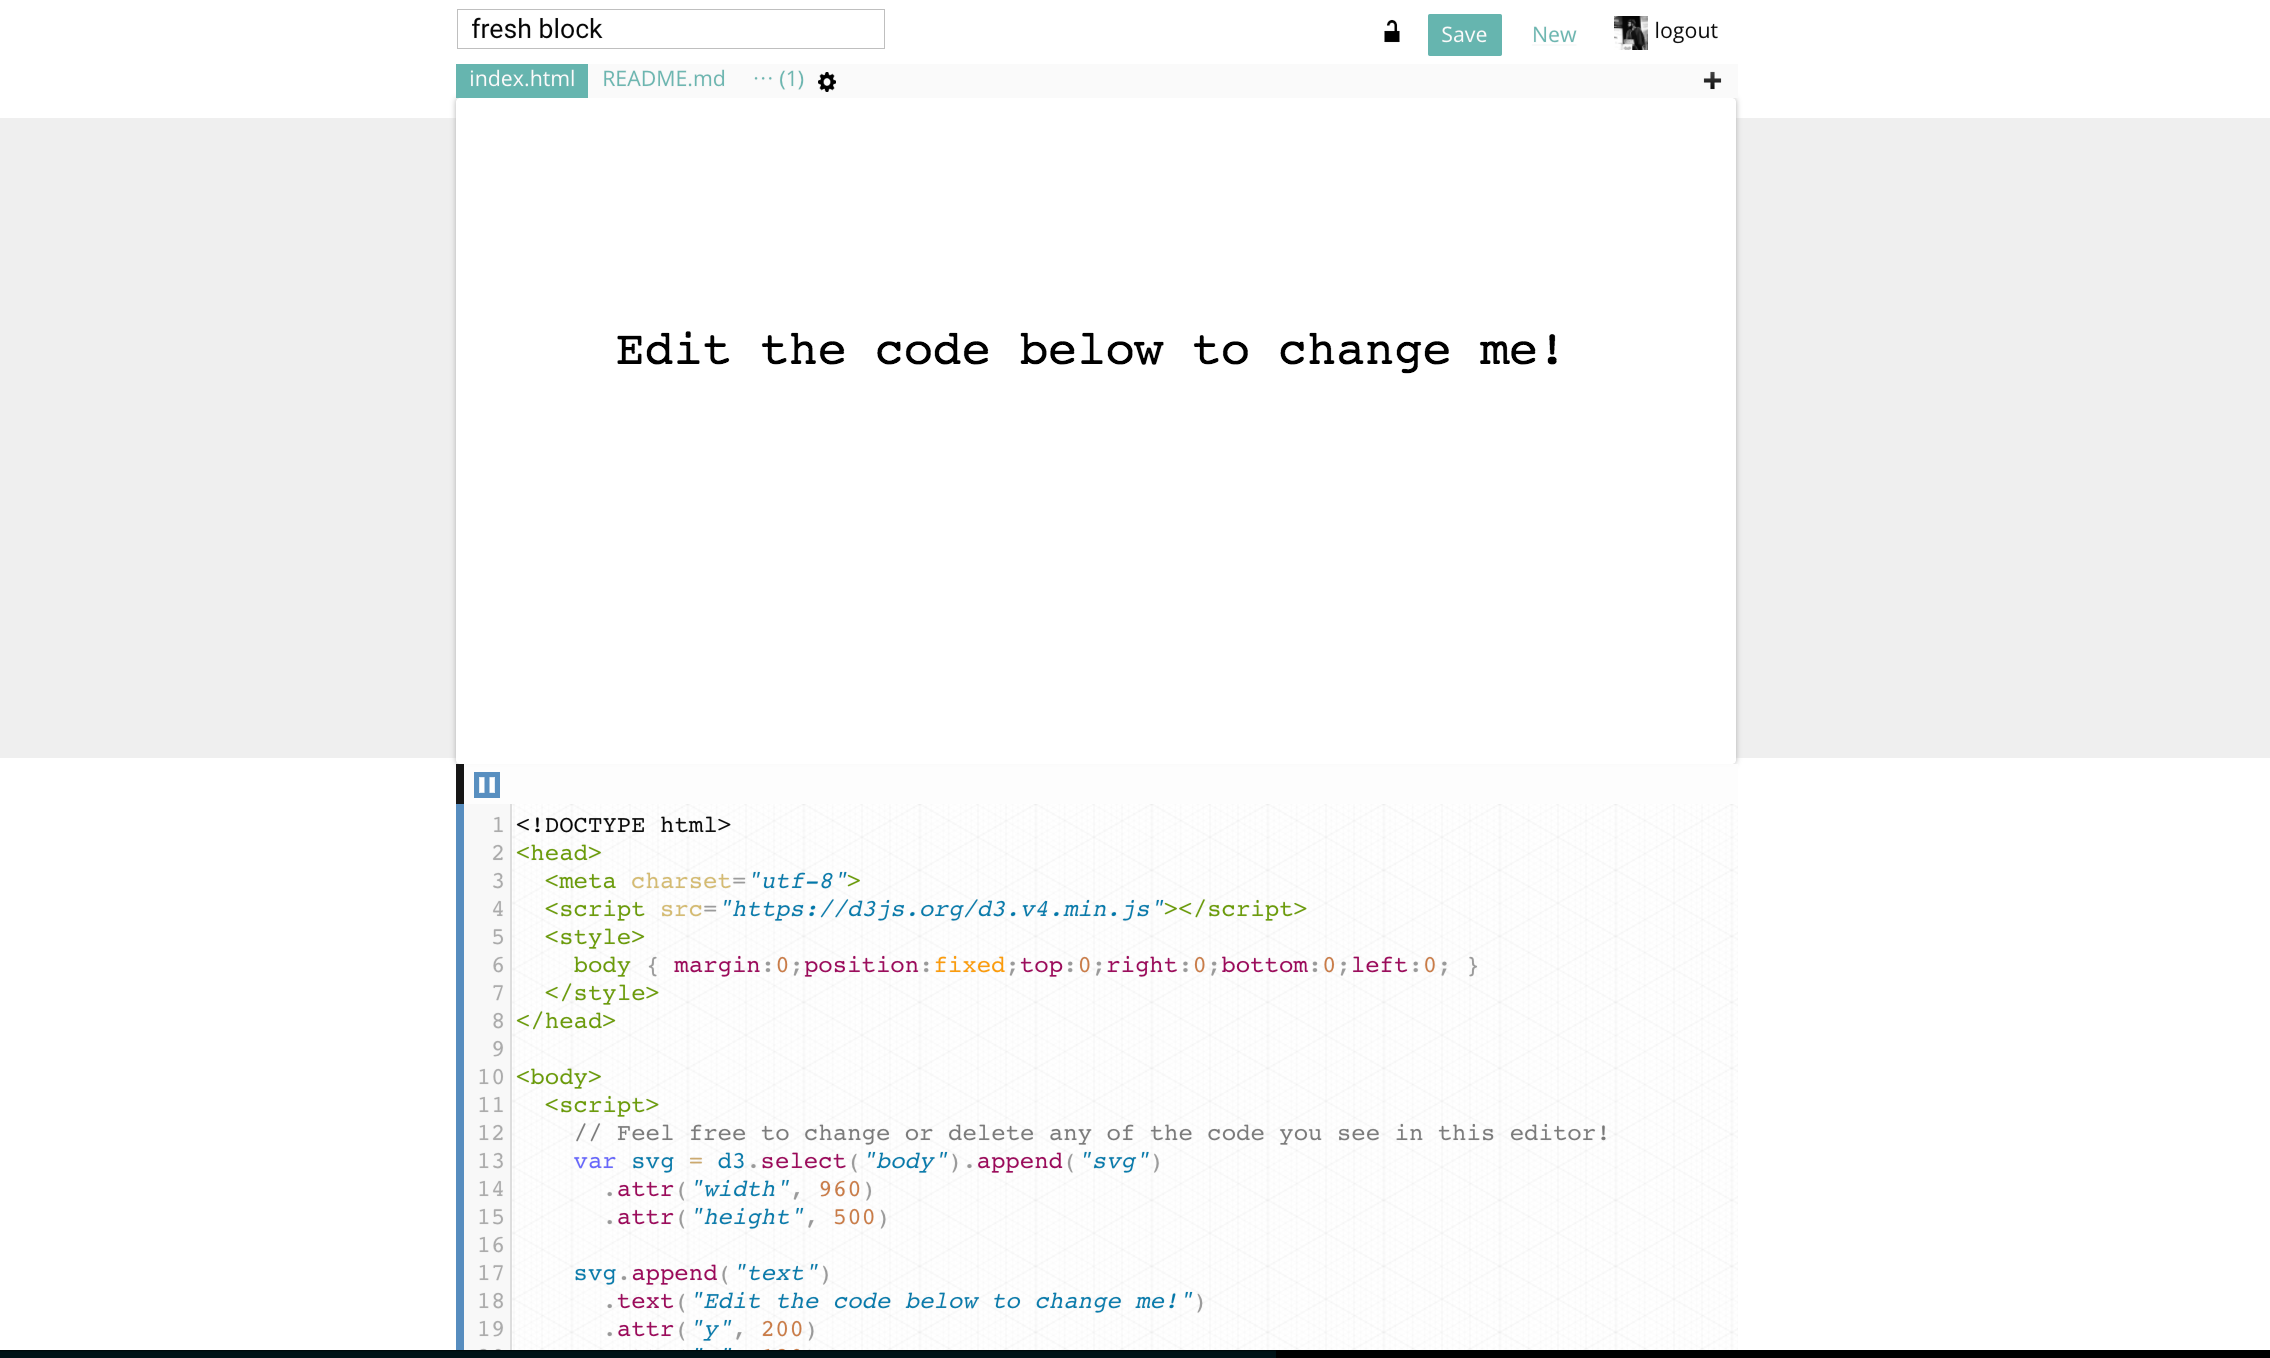 fresh block
Save New logout
index.html README.md ··· (1)
Edit the code below to change me!
1 <!DOCTYPE html>
2 <head>
3   <meta charset="utf-8">
4   <script src="https://d3js.org/d3.v4.min.js"></script>
5   <style>
6     body { margin:0;position:fixed;top:0;right:0;bottom:0;left:0; }
7   </style>
8 </head>
9
10 <body>
11   <script>
12     // Feel free to change or delete any of the code you see in this editor!
13     var svg = d3.select("body").append("svg")
14       .attr("width", 960)
15       .attr("height", 500)
16
17     svg.append("text")
18       .text("Edit the code below to change me!")
19       .attr("y", 200)